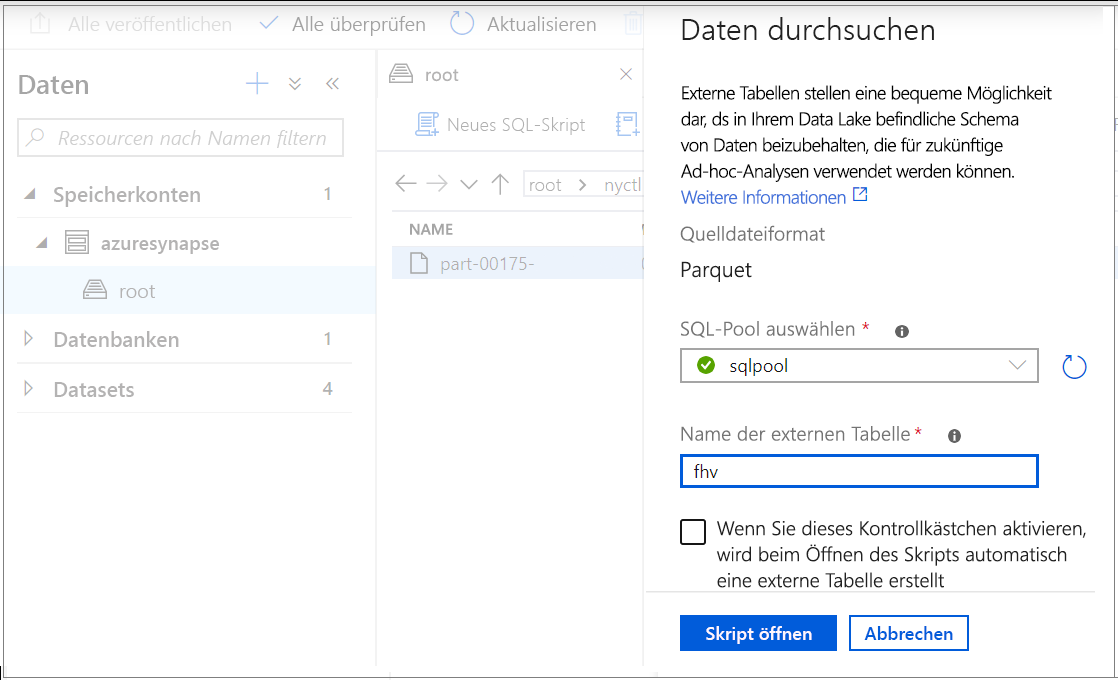 Alle veröffentlichen
Alle überprüfen
Aktualisieren
Daten
Ressourcen nach Namen filtern
Speicherkonten 1
azuresynapse
root
Datenbanken 1
Datasets 4
root
Neues SQL-Skript
root > nyctl
NAME
part-00175-
Daten durchsuchen
Externe Tabellen stellen eine bequeme Möglichkeit
dar, ds in Ihrem Data Lake befindliche Schema
von Daten beizubehalten, die für zukünftige
Ad-hoc-Analysen verwendet werden können.
Weitere Informationen
Quelldateiformat
Parquet
SQL-Pool auswählen *
sqlpool
Name der externen Tabelle *
fhv
Wenn Sie dieses Kontrollkästchen aktivieren,
wird beim Öffnen des Skripts automatisch
eine externe Tabelle erstellt
Skript öffnen
Abbrechen